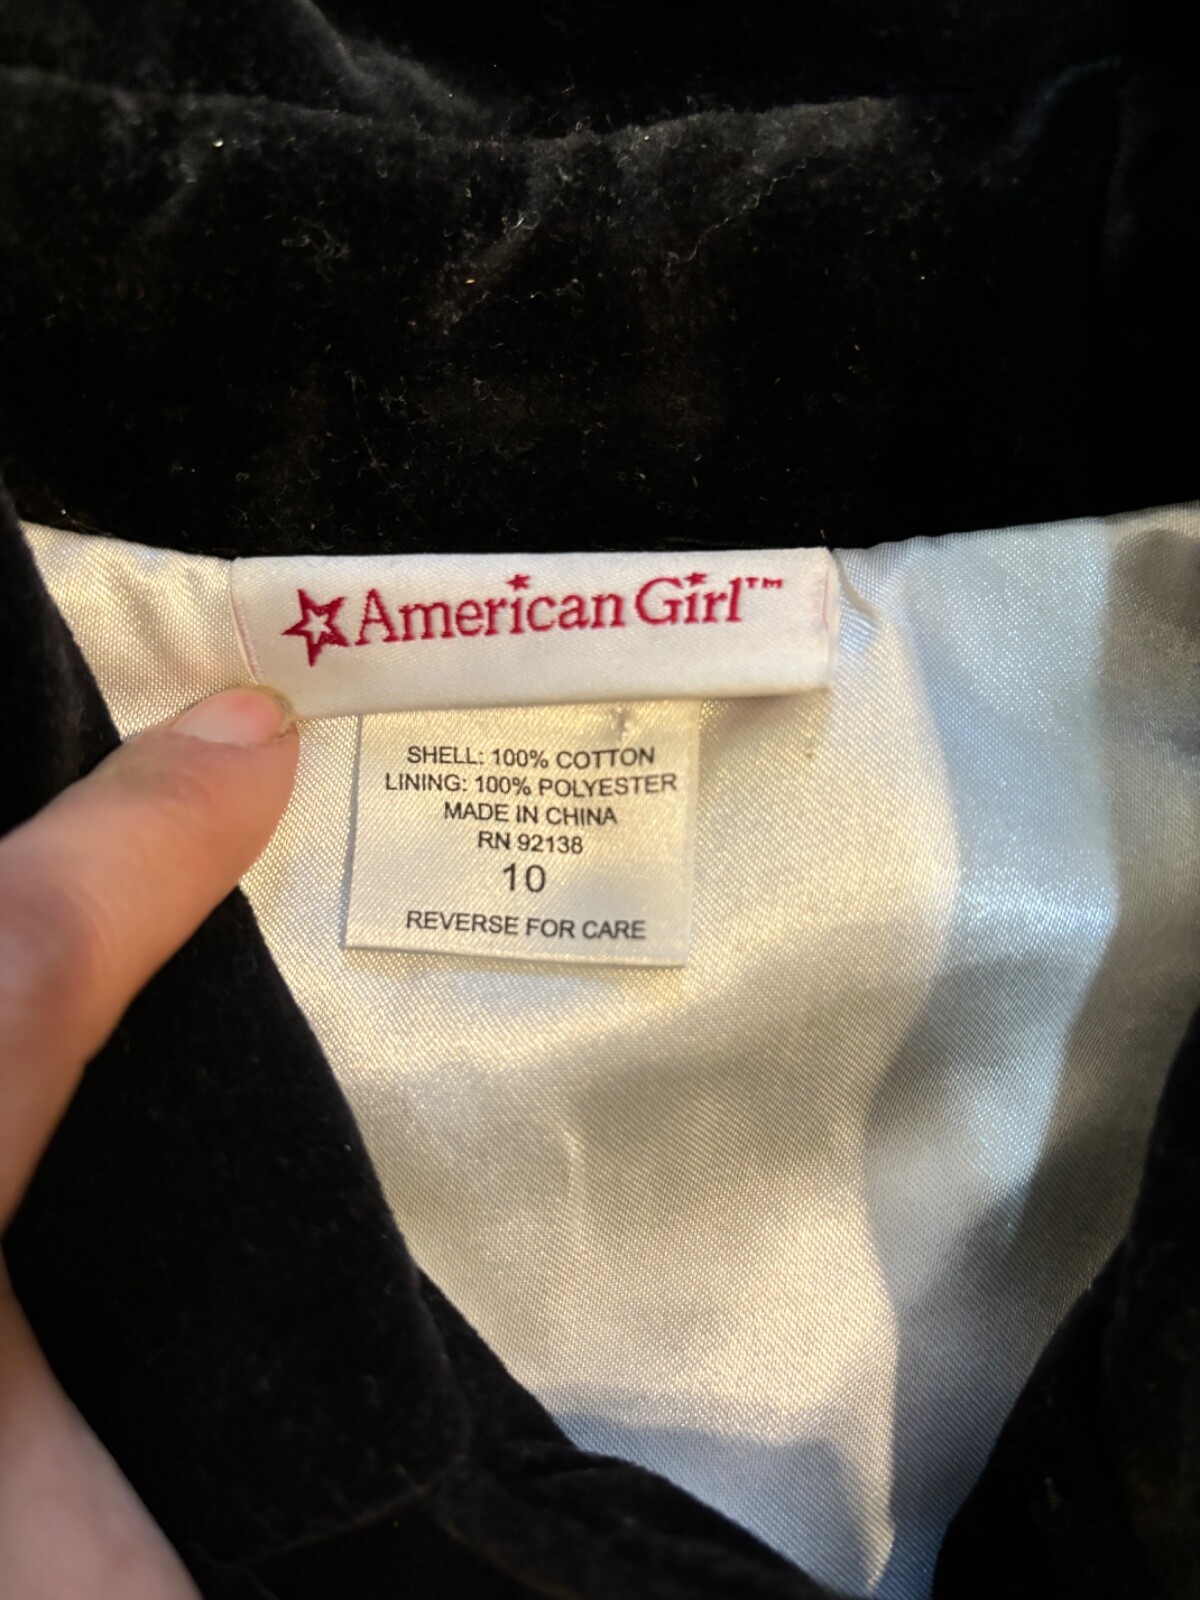 American Girl™
SHELL: 100% COTTON
LINING: 100% POLYESTER
MADE IN CHINA
RN 92138
10
REVERSE FOR CARE